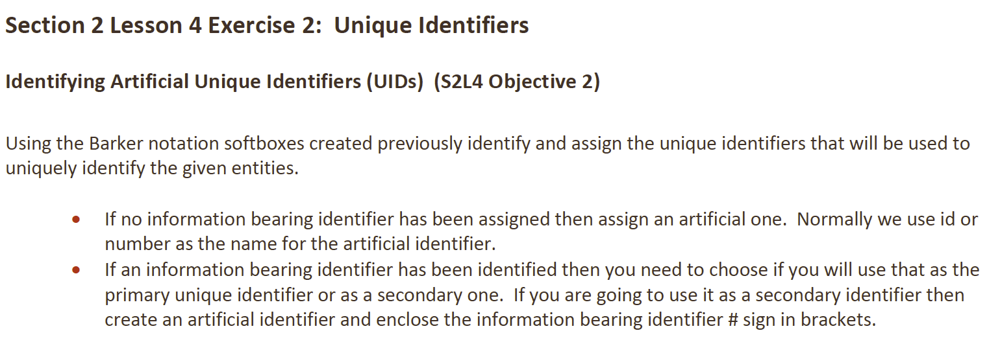 Section 2 Lesson 4 Exercise 2:  Unique Identifiers
Identifying Artificial Unique Identifiers (UIDs)  (S2L4 Objective 2)
Using the Barker notation softboxes created previously identify and assign the unique identifiers that will be used to
uniquely identify the given entities.
• If no information bearing identifier has been assigned then assign an artificial one.  Normally we use id or
number as the name for the artificial identifier.
• If an information bearing identifier has been identified then you need to choose if you will use that as the
primary unique identifier or as a secondary one.  If you are going to use it as a secondary identifier then
create an artificial identifier and enclose the information bearing identifier # sign in brackets.